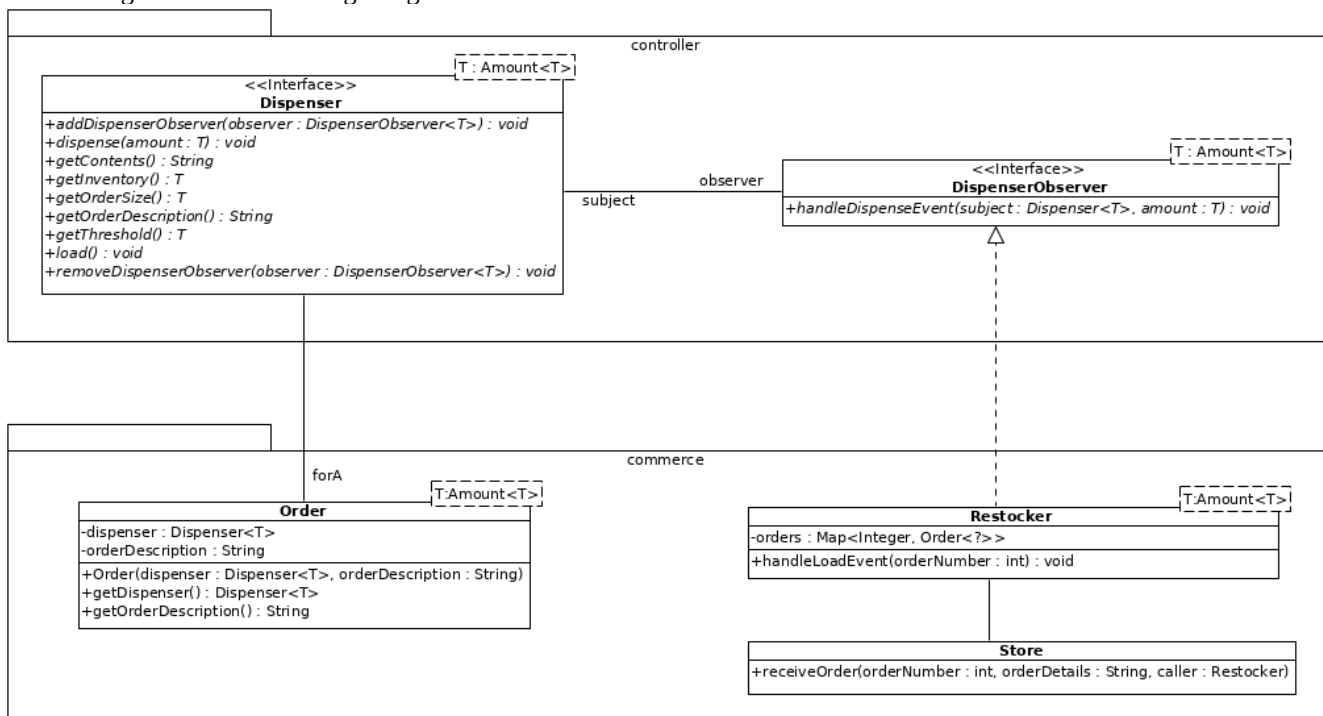 controller
T : Amount<T>
<<Interface>>
Dispenser
+addDispenserObserver(observer : DispenserObserver<T>) : void
+dispense(amount : T) : void
+getContents() : String
+getInventory() : T
+getOrderSize() : T
+getOrderDescription() : String
+getThreshold() : T
+load() : void
+removeDispenserObserver(observer : DispenserObserver<T>) : void
observer
subject
T : Amount<T>
<<Interface>>
DispenserObserver
+handleDispenseEvent(subject : Dispenser<T>, amount : T) : void
commerce
forA
T:Amount<T>
Order
-dispenser : Dispenser<T>
-orderDescription : String
+Order(dispenser : Dispenser<T>, orderDescription : String)
+getDispenser() : Dispenser<T>
+getOrderDescription() : String
T:Amount<T>
Restocker
-orders : Map<Integer, Order<?>>
+handleLoadEvent(orderNumber : int) : void
Store
+receiveOrder(orderNumber : int, orderDetails : String, caller : Restocker)